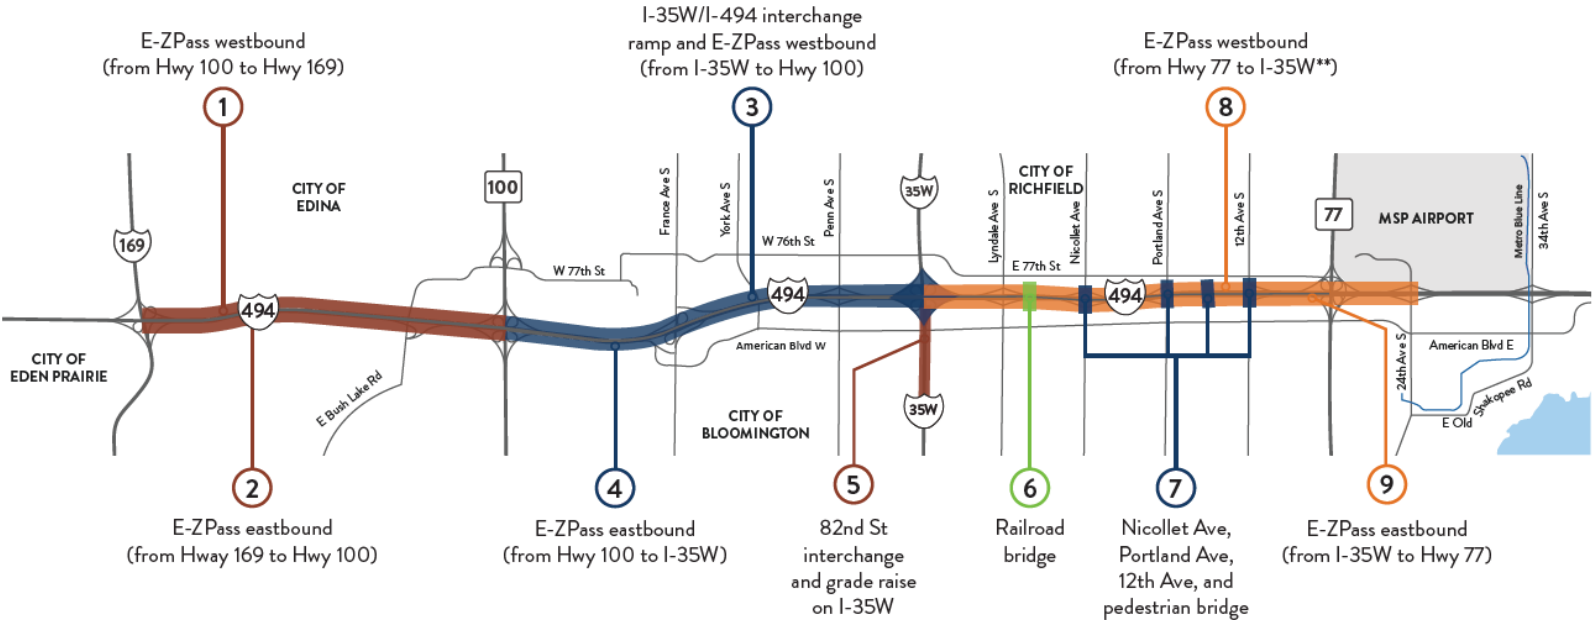 E-ZPass westbound
(from Hwy 100 to Hwy 169)
1
I-35W/I-494 interchange
ramp and E-ZPass westbound
(from I-35W to Hwy 100)
3
E-ZPass westbound
(from Hwy 77 to I-35W**)
8
CITY OF
EDINA
100
France Ave S
York Ave S
Penn Ave S
35W
Lyndale Ave S
CITY OF
RICHFIELD
Nicollet Ave
Portland Ave S
12th Ave S
77
MSP AIRPORT
Metro Blue Line
34th Ave S
169
W 76th St
W 77th St
E 77th St
494
494
494
CITY OF
EDEN PRAIRIE
E Bush Lake Rd
American Blvd W
American Blvd E
24th Ave S
Shakopee Rd
E Old
CITY OF
BLOOMINGTON
35W
2
E-ZPass eastbound
(from Hway 169 to Hwy 100)
4
E-ZPass eastbound
(from Hwy 100 to I-35W)
5
82nd St
interchange
and grade raise
on I-35W
6
Railroad
bridge
7
Nicollet Ave,
Portland Ave,
12th Ave, and
pedestrian bridge
9
E-ZPass eastbound
(from I-35W to Hwy 77)